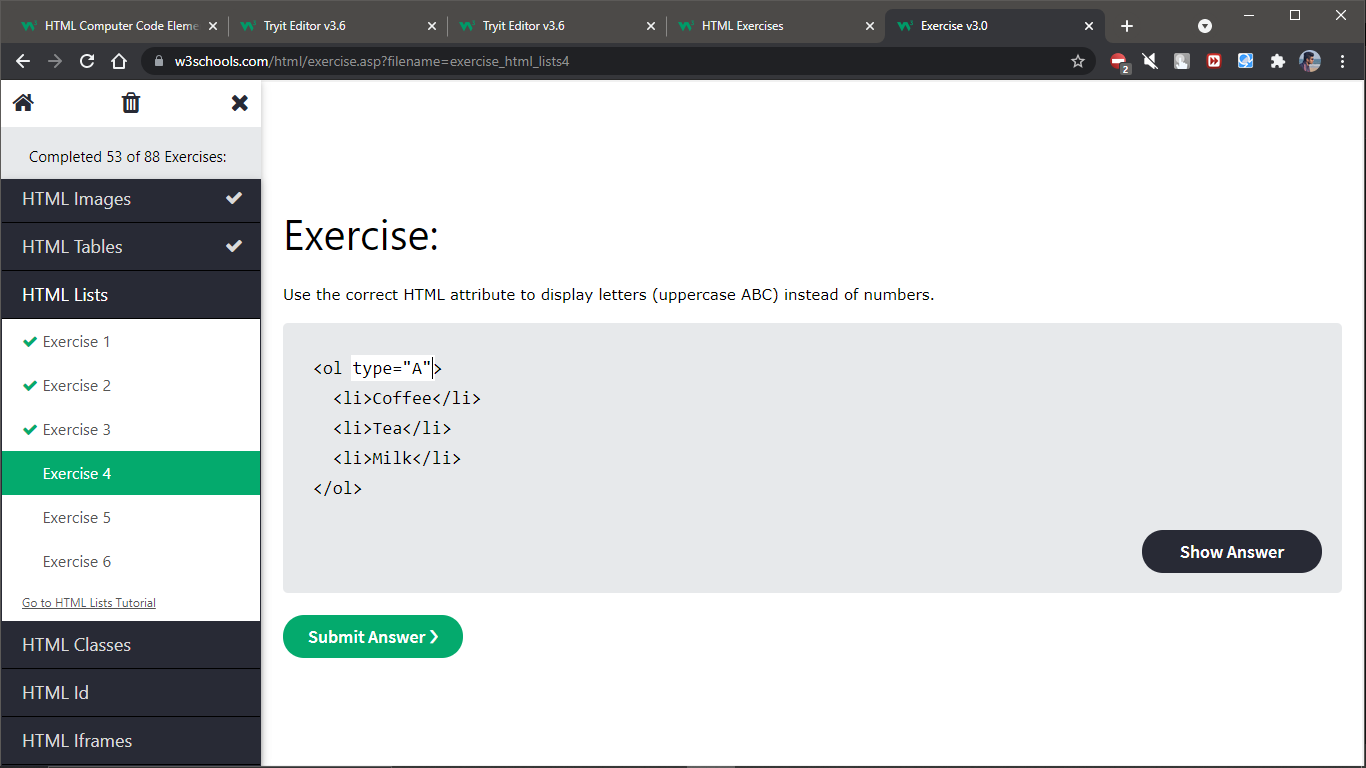 HTML Computer Code Eleme
Tryit Editor v3.6
Tryit Editor v3.6
HTML Exercises
Exercise v3.0
w3schools.com/html/exercise.asp?filename=exercise_html_lists4
2
Completed 53 of 88 Exercises:
HTML Images
HTML Tables
HTML Lists
Exercise 1
Exercise 2
Exercise 3
Exercise 4
Exercise 5
Exercise 6
Go to HTML Lists Tutorial
HTML Classes
HTML Id
HTML Iframes
Exercise:
Use the correct HTML attribute to display letters (uppercase ABC) instead of numbers.
<ol type="A">
  <li>Coffee</li>
  <li>Tea</li>
  <li>Milk</li>
</ol>
Show Answer
Submit Answer ❯